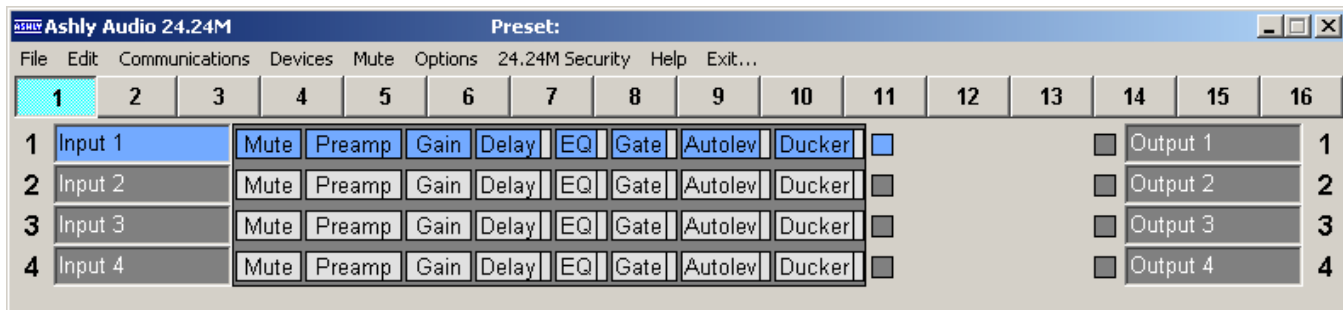 ASHLY Ashly Audio 24.24M Preset:
File Edit Communications Devices Mute Options 24.24M Security Help Exit...
1 2 3 4 5 6 7 8 9 10 11 12 13 14 15 16
1 Input 1 Mute Preamp Gain Delay EQ Gate Autolev Ducker Output 1 1
2 Input 2 Mute Preamp Gain Delay EQ Gate Autolev Ducker Output 2 2
3 Input 3 Mute Preamp Gain Delay EQ Gate Autolev Ducker Output 3 3
4 Input 4 Mute Preamp Gain Delay EQ Gate Autolev Ducker Output 4 4